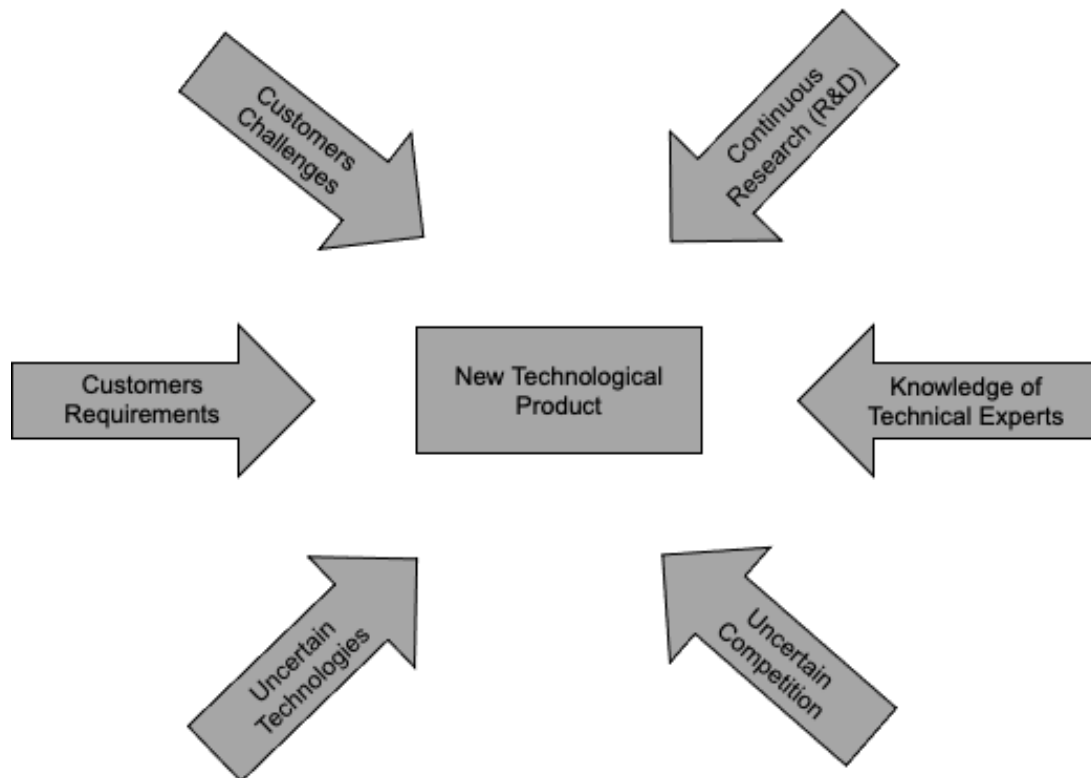 Customers
Challenges
Continuous
Research (R&D)
Customers
Requirements
New Technological
Product
Knowledge of
Technical Experts
Uncertain
Technologies
Uncertain
Competition